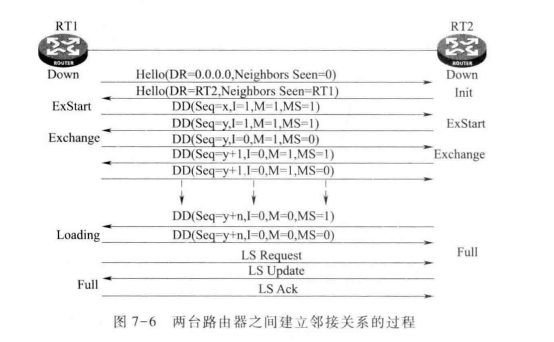 RT1 RT2
ROUTER ROUTER
Down Hello(DR=0.0.0.0,Neighbors Seen=0) Down
Hello(DR=RT2,Neighbors Seen=RT1) Init
ExStart DD(Seq=x,I=1,M=1,MS=1)
DD(Seq=y,I=1,M=1,MS=1) ExStart
Exchange DD(Seq=y,I=0,M=1,MS=0)
DD(Seq=y+1,I=0,M=1,MS=1) Exchange
DD(Seq=y+1,I=0,M=1,MS=0)
DD(Seq=y+n,I=0,M=0,MS=1)
Loading DD(Seq=y+n,I=0,M=0,MS=0)
LS Request Full
LS Update
Full LS Ack
图 7-6 两台路由器之间建立邻接关系的过程